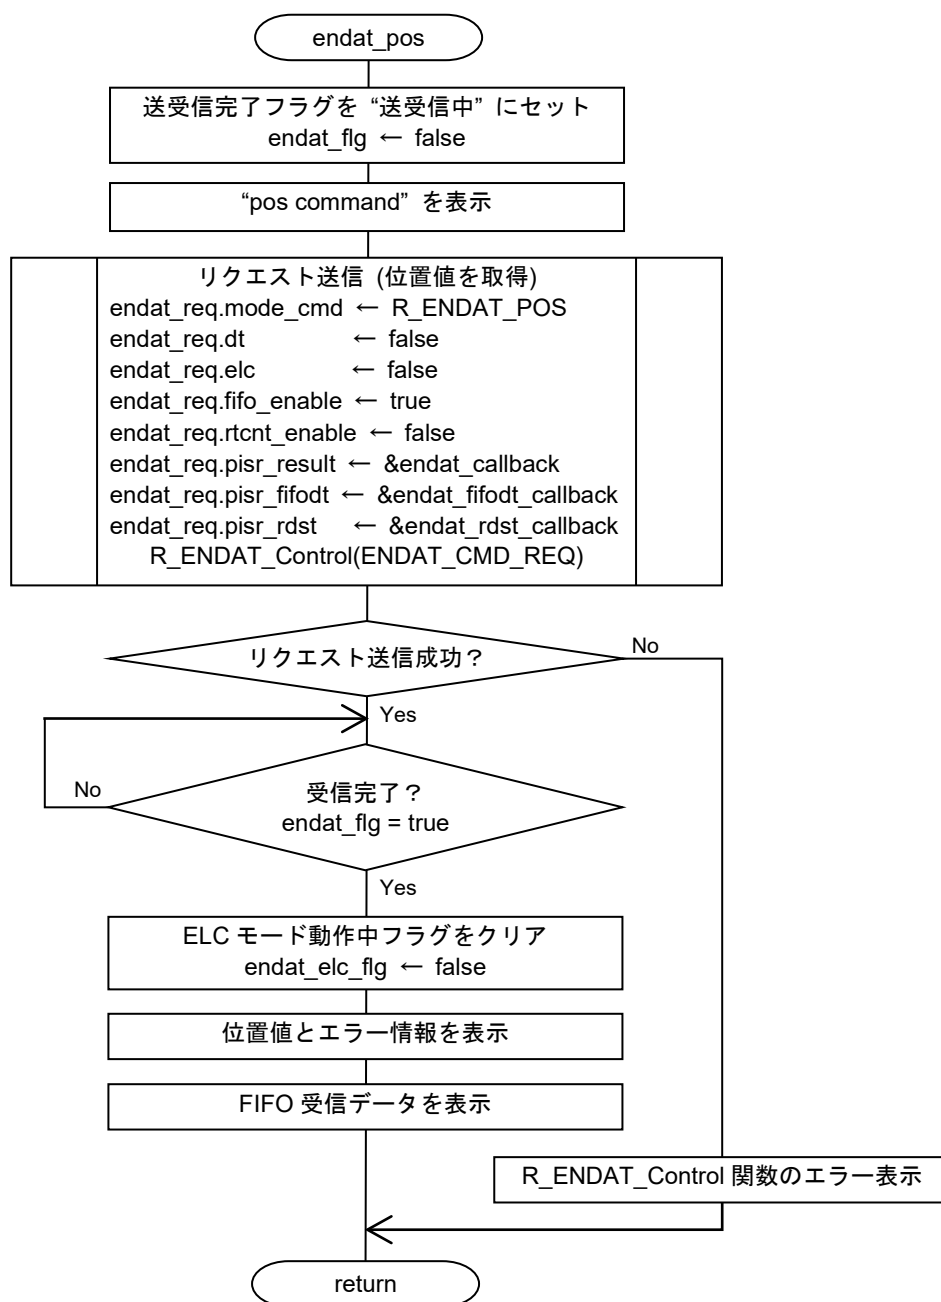 endat_pos
送受信完了フラグを “送受信中” にセット
endat_flg ← false
“pos command” を表示
リクエスト送信 (位置値を取得)
endat_req.mode_cmd ← R_ENDAT_POS
endat_req.dt ← false
endat_req.elc ← false
endat_req.fifo_enable ← true
endat_req.rtcnt_enable ← false
endat_req.pisr_result ← &endat_callback
endat_req.pisr_fifodt ← &endat_fifodt_callback
endat_req.pisr_rdst ← &endat_rdst_callback
R_ENDAT_Control(ENDAT_CMD_REQ)
リクエスト送信成功？
No
Yes
受信完了？
endat_flg = true
No
Yes
ELC モード動作中フラグをクリア
endat_elc_flg ← false
位置値とエラー情報を表示
FIFO 受信データを表示
R_ENDAT_Control 関数のエラー表示
return